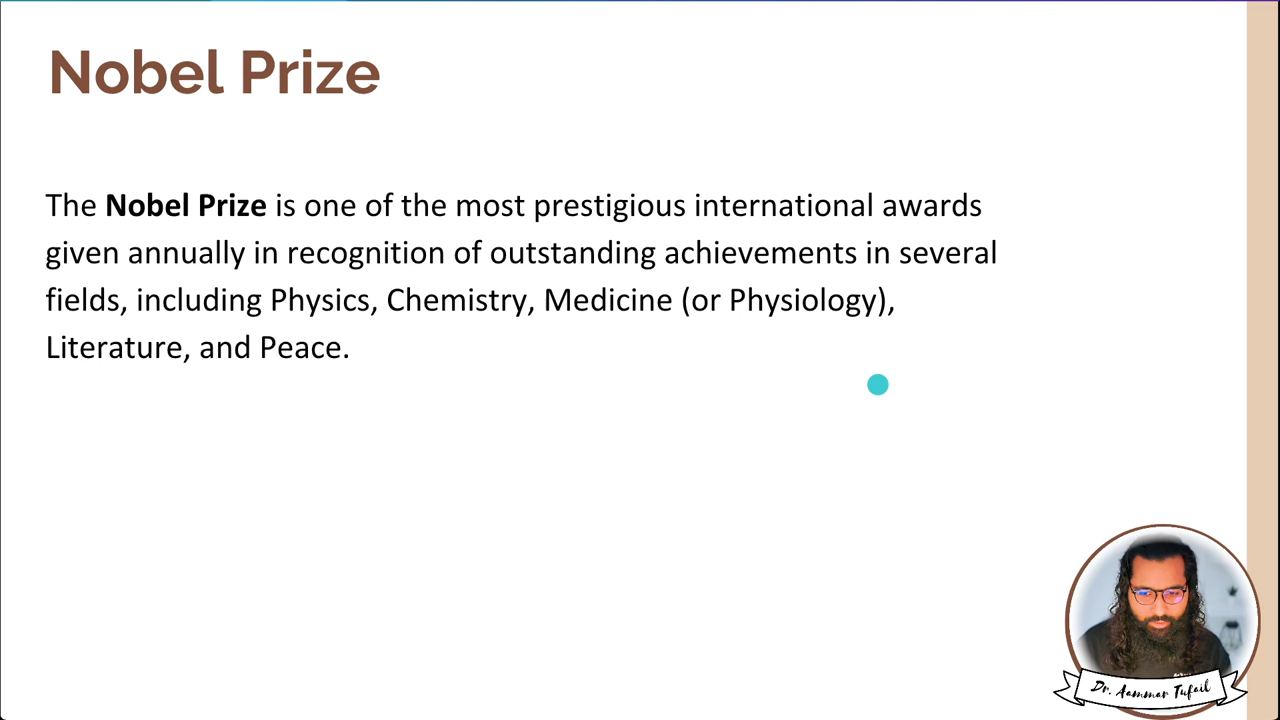 Nobel Prize
The Nobel Prize is one of the most prestigious international awards
given annually in recognition of outstanding achievements in several
fields, including Physics, Chemistry, Medicine (or Physiology),
Literature, and Peace.
Dr. Aammar Tufail